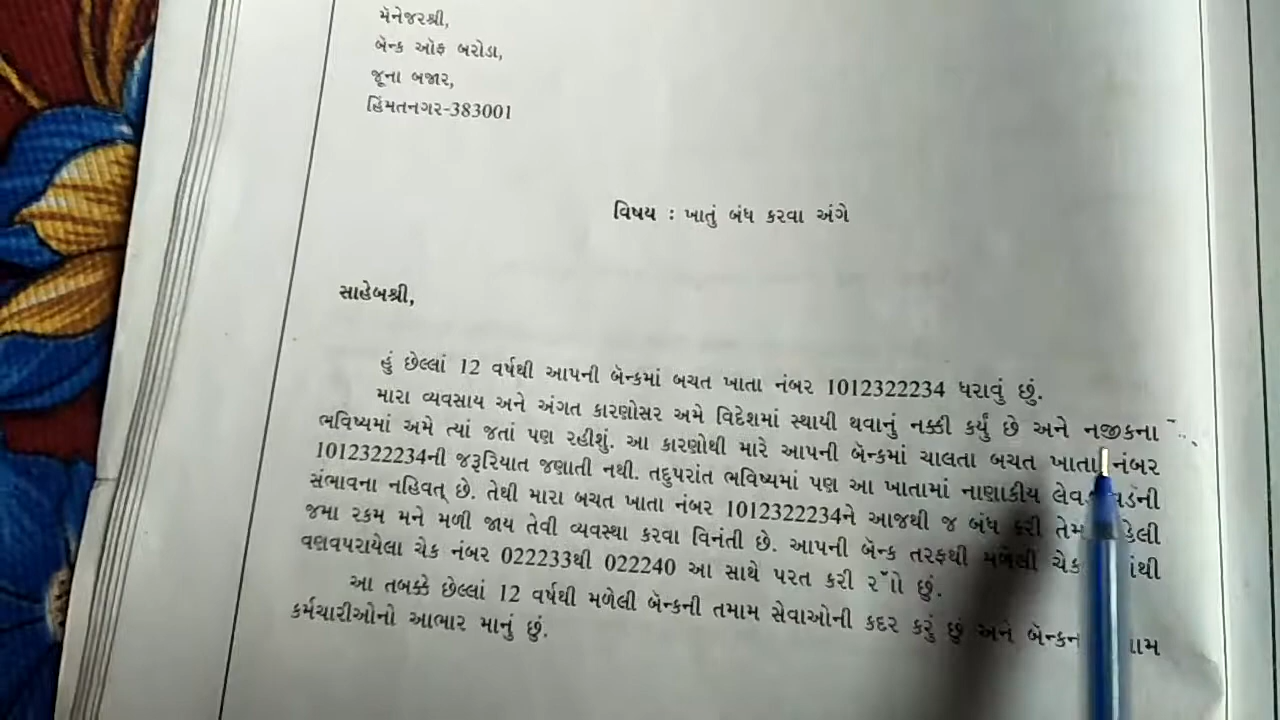 મૅનેજરશ્રી,
બૅન્ક ઑફ બરોડા,
જૂના બજાર,
હિંમતનગર-383001
વિષય : ખાતું બંધ કરવા અંગે
સાહેબશ્રી,
હું છેલ્લાં 12 વર્ષથી આપની બૅન્કમાં બચત ખાતા નંબર 1012322234 ધરાવું છું.
મારા વ્યવસાય અને અંગત કારણોસર અમે વિદેશમાં સ્થાયી થવાનું નક્કી કર્યું છે અને નજીકના
ભવિષ્યમાં અમે ત્યાં જતાં પણ રહીશું. આ કારણોથી મારે આપની બૅન્કમાં ચાલતા બચત ખાતા નંબર
1012322234ની જરૂરિયાત જણાતી નથી. તદુપરાંત ભવિષ્યમાં પણ આ ખાતામાં નાણાકીય
સંભાવના નહિવત્ છે. તેથી મારા બચત ખાતા નંબર 1012322234ને આજથી જ બંધ કરી
જમા રકમ મને મળી જાય તેવી વ્યવસ્થા કરવા વિનંતી છે. આપની બૅન્ક તરફથી મળેલી ચેક
વણવપરાયેલા ચેક નંબર 022233થી 022240 આ સાથે પરત કરી છું.
આ તબક્કે છેલ્લાં 12 વર્ષથી મળેલી બૅન્કની તમામ સેવાઓની કદર કરું છું અને
કર્મચારીઓનો આભાર માનું છું.